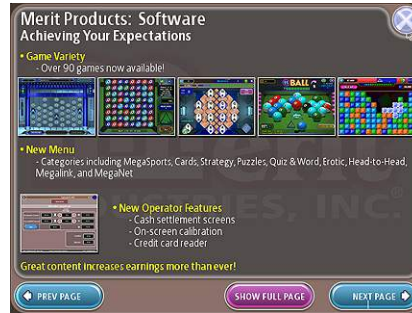 Merit Products: Software
Achieving Your Expectations
• Game Variety
- Over 90 games now available!
BALL
• New Menu
- Categories including MegaSports, Cards, Strategy, Puzzles, Quiz & Word, Erotic, Head-to-Head,
Megalink, and MegaNet
• New Operator Features
- Cash settlement screens
- On-screen calibration
- Credit card reader
Great content increases earnings more than ever!
PREV PAGE
SHOW FULL PAGE
NEXT PAGE